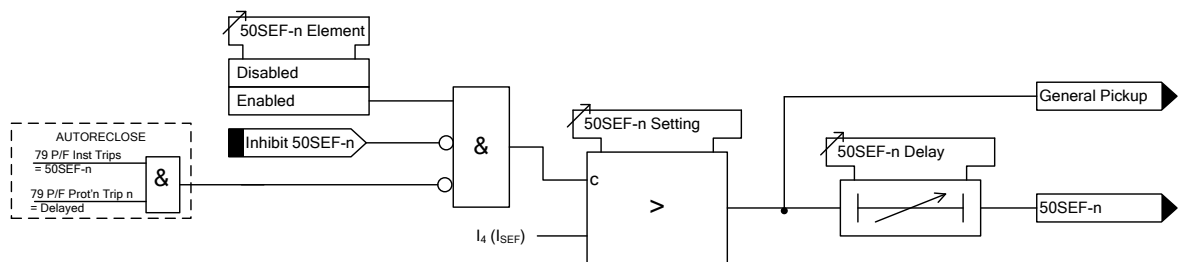 50SEF-n Element
Disabled
Enabled
Inhibit 50SEF-n
AUTORECLOSE
79 P/F Inst Trips
= 50SEF-n
79 P/F Prot'n Trip n
= Delayed
&
&
50SEF-n Setting
c
>
I₄ (I_SEF)
50SEF-n Delay
General Pickup
50SEF-n